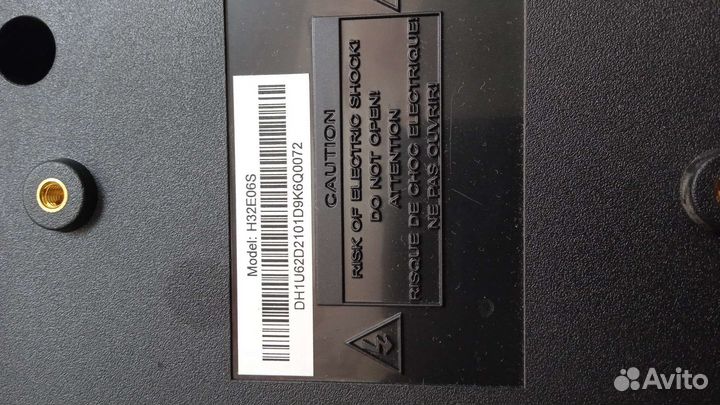 Model: H32E06S
DH1U62D2101D9K6Q0072
CAUTION
RISK OF ELECTRIC SHOCK!
DO NOT OPEN!
ATTENTION
RISQUE DE CHOC ELECTRIQUE!
NE PAS OUVRIR!
Avito